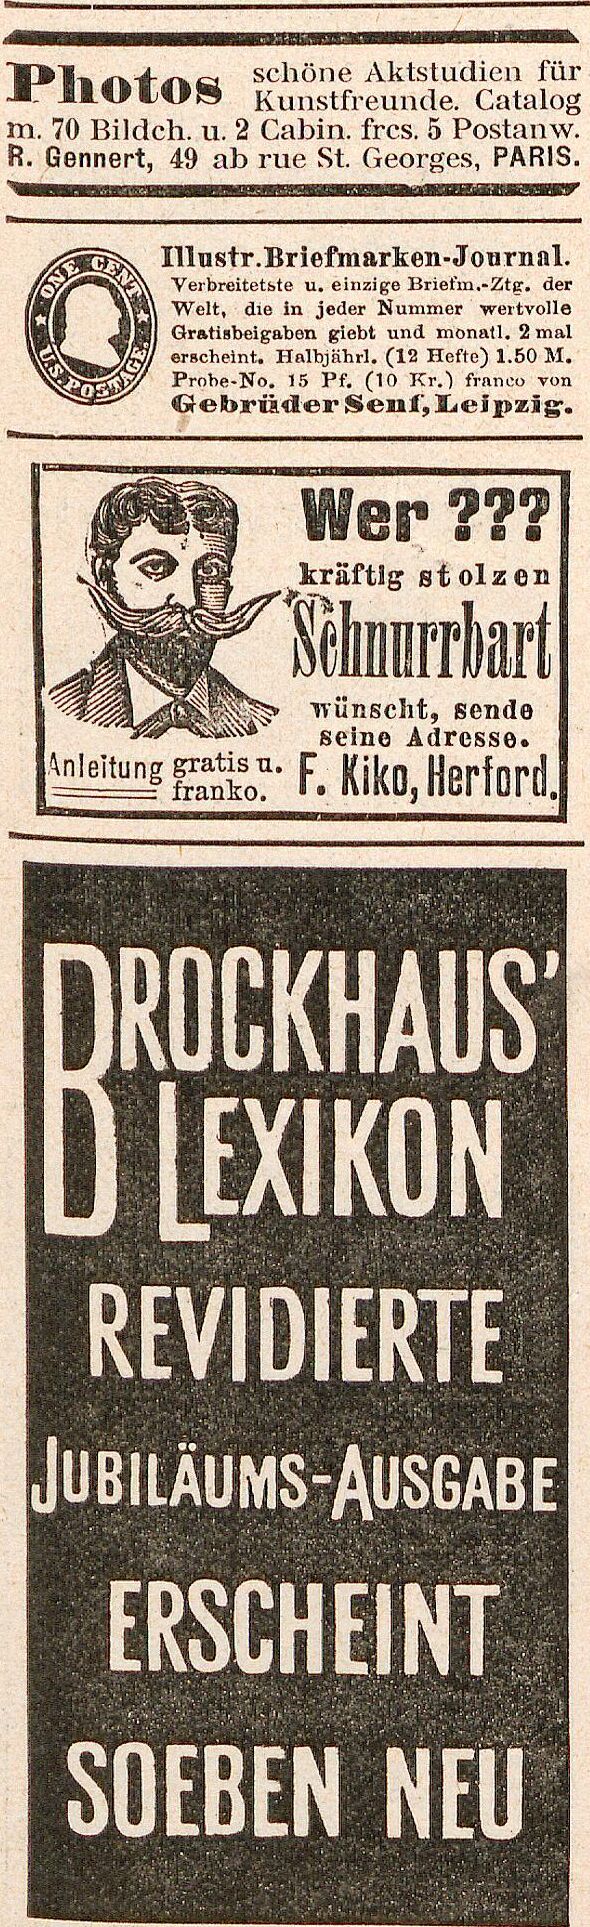 Photos schöne Aktstudien für
Kunstfreunde. Catalog
m. 70 Bildch. u. 2 Cabin. frcs. 5 Postanw.
R. Gennert, 49 ab rue St. Georges, PARIS.
ONE CENT
U.S. POSTAGE.
Illustr. Briefmarken-Journal.
Verbreitetste u. einzige Briefm.-Ztg. der
Welt, die in jeder Nummer wertvolle
Gratisbeigaben giebt und monatl. 2 mal
erscheint. Halbjährl. (12 Hefte) 1.50 M.
Probe-No. 15 Pf. (10 Kr.) franco von
Gebrüder Senf, Leipzig.
Wer ???
kräftig stolzen
Schnurrbart
wünscht, sende
seine Adresse.
Anleitung gratis u.
franko.
F. Kiko, Herford.
BROCKHAUS'
LEXIKON
REVIDIERTE
JUBILÄUMS-AUSGABE
ERSCHEINT
SOEBEN NEU